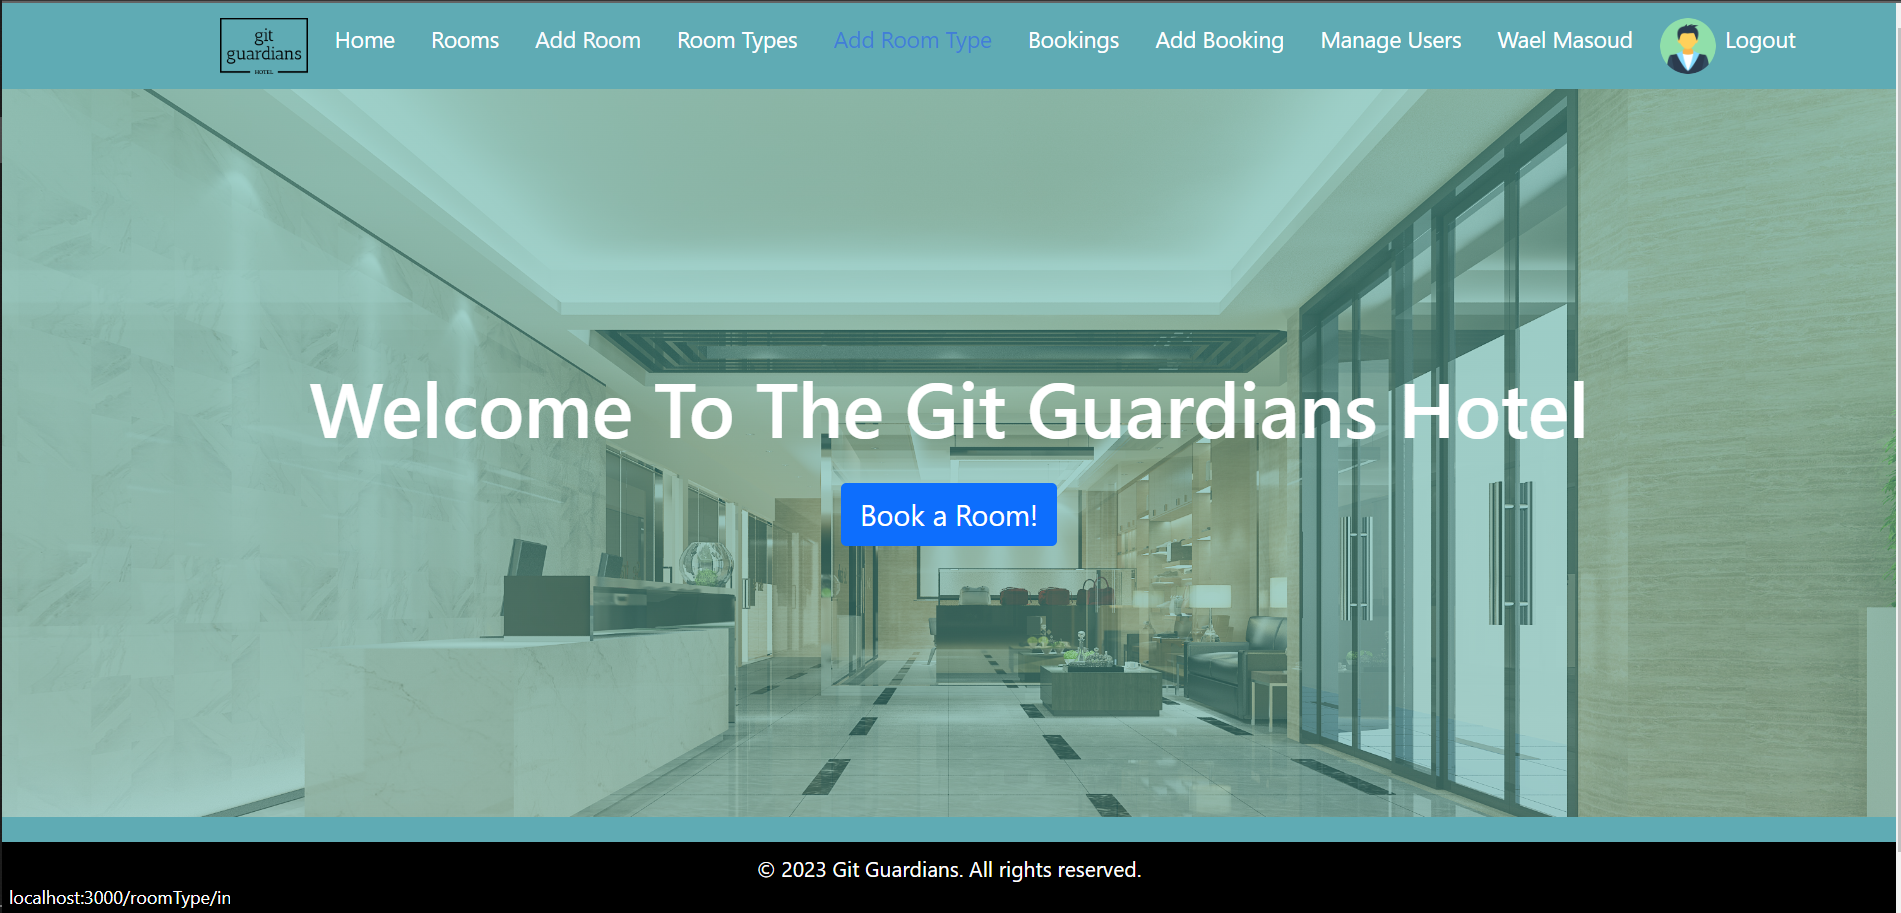 git
guardians
HOTEL
Home Rooms Add Room Room Types Add Room Type Bookings Add Booking Manage Users Wael Masoud Logout
Welcome To The Git Guardians Hotel
Book a Room!
© 2023 Git Guardians. All rights reserved.
localhost:3000/roomType/in